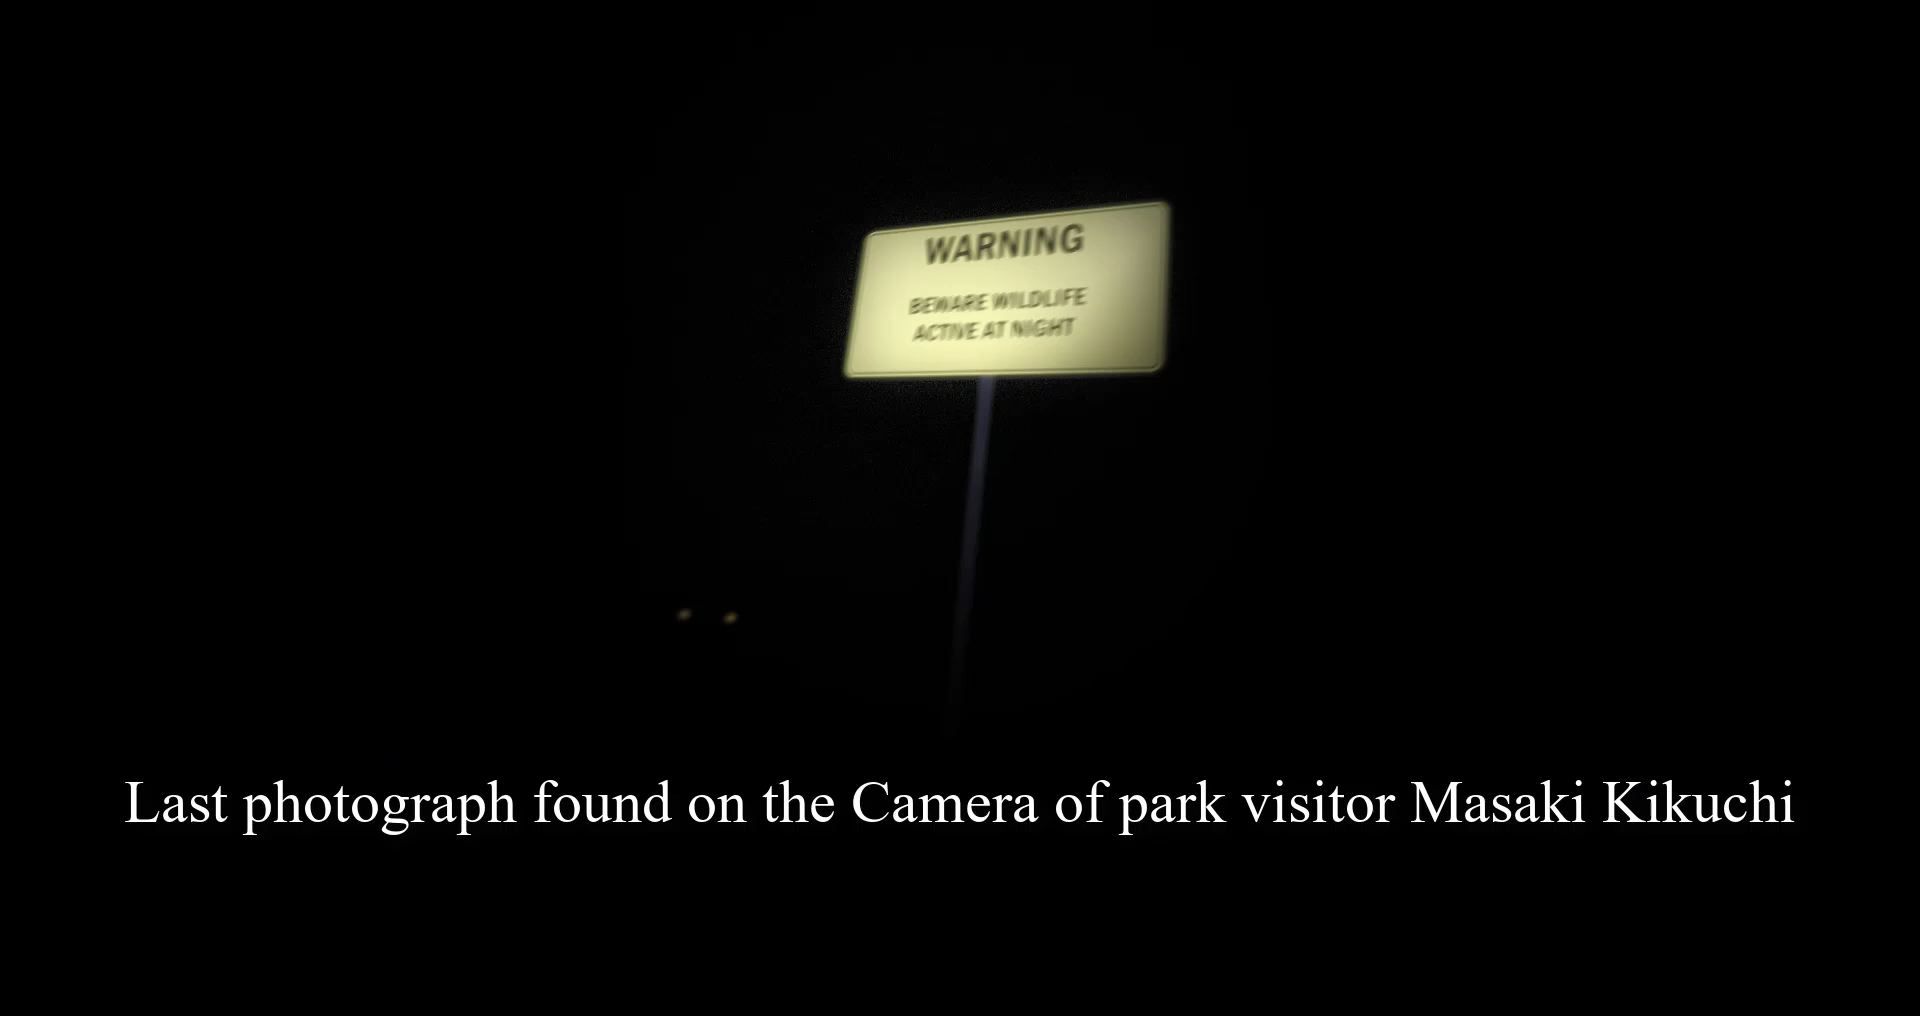 WARNING
BEWARE WILDLIFE
ACTIVE AT NIGHT
Last photograph found on the Camera of park visitor Masaki Kikuchi